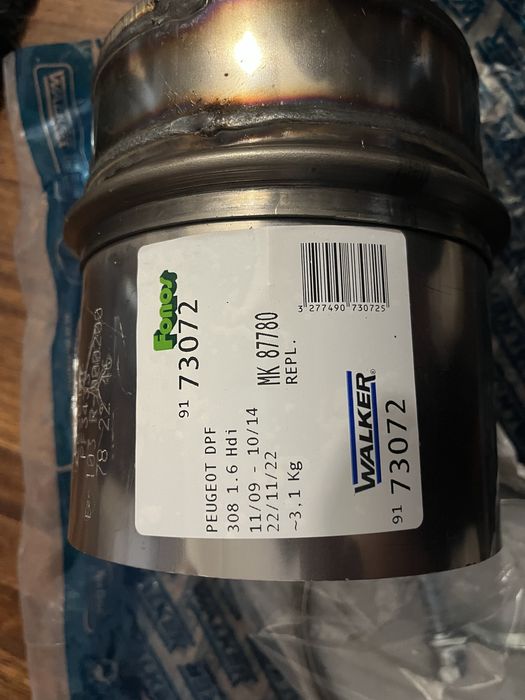 Fonos
91 73072
PEUGEOT DPF
308 1.6 Hdi
11/09 - 10/14
22/11/22
~3,1 Kg
MK 87780
REPL.
3 277490 730725
WALKER®
91 73072
WALKER